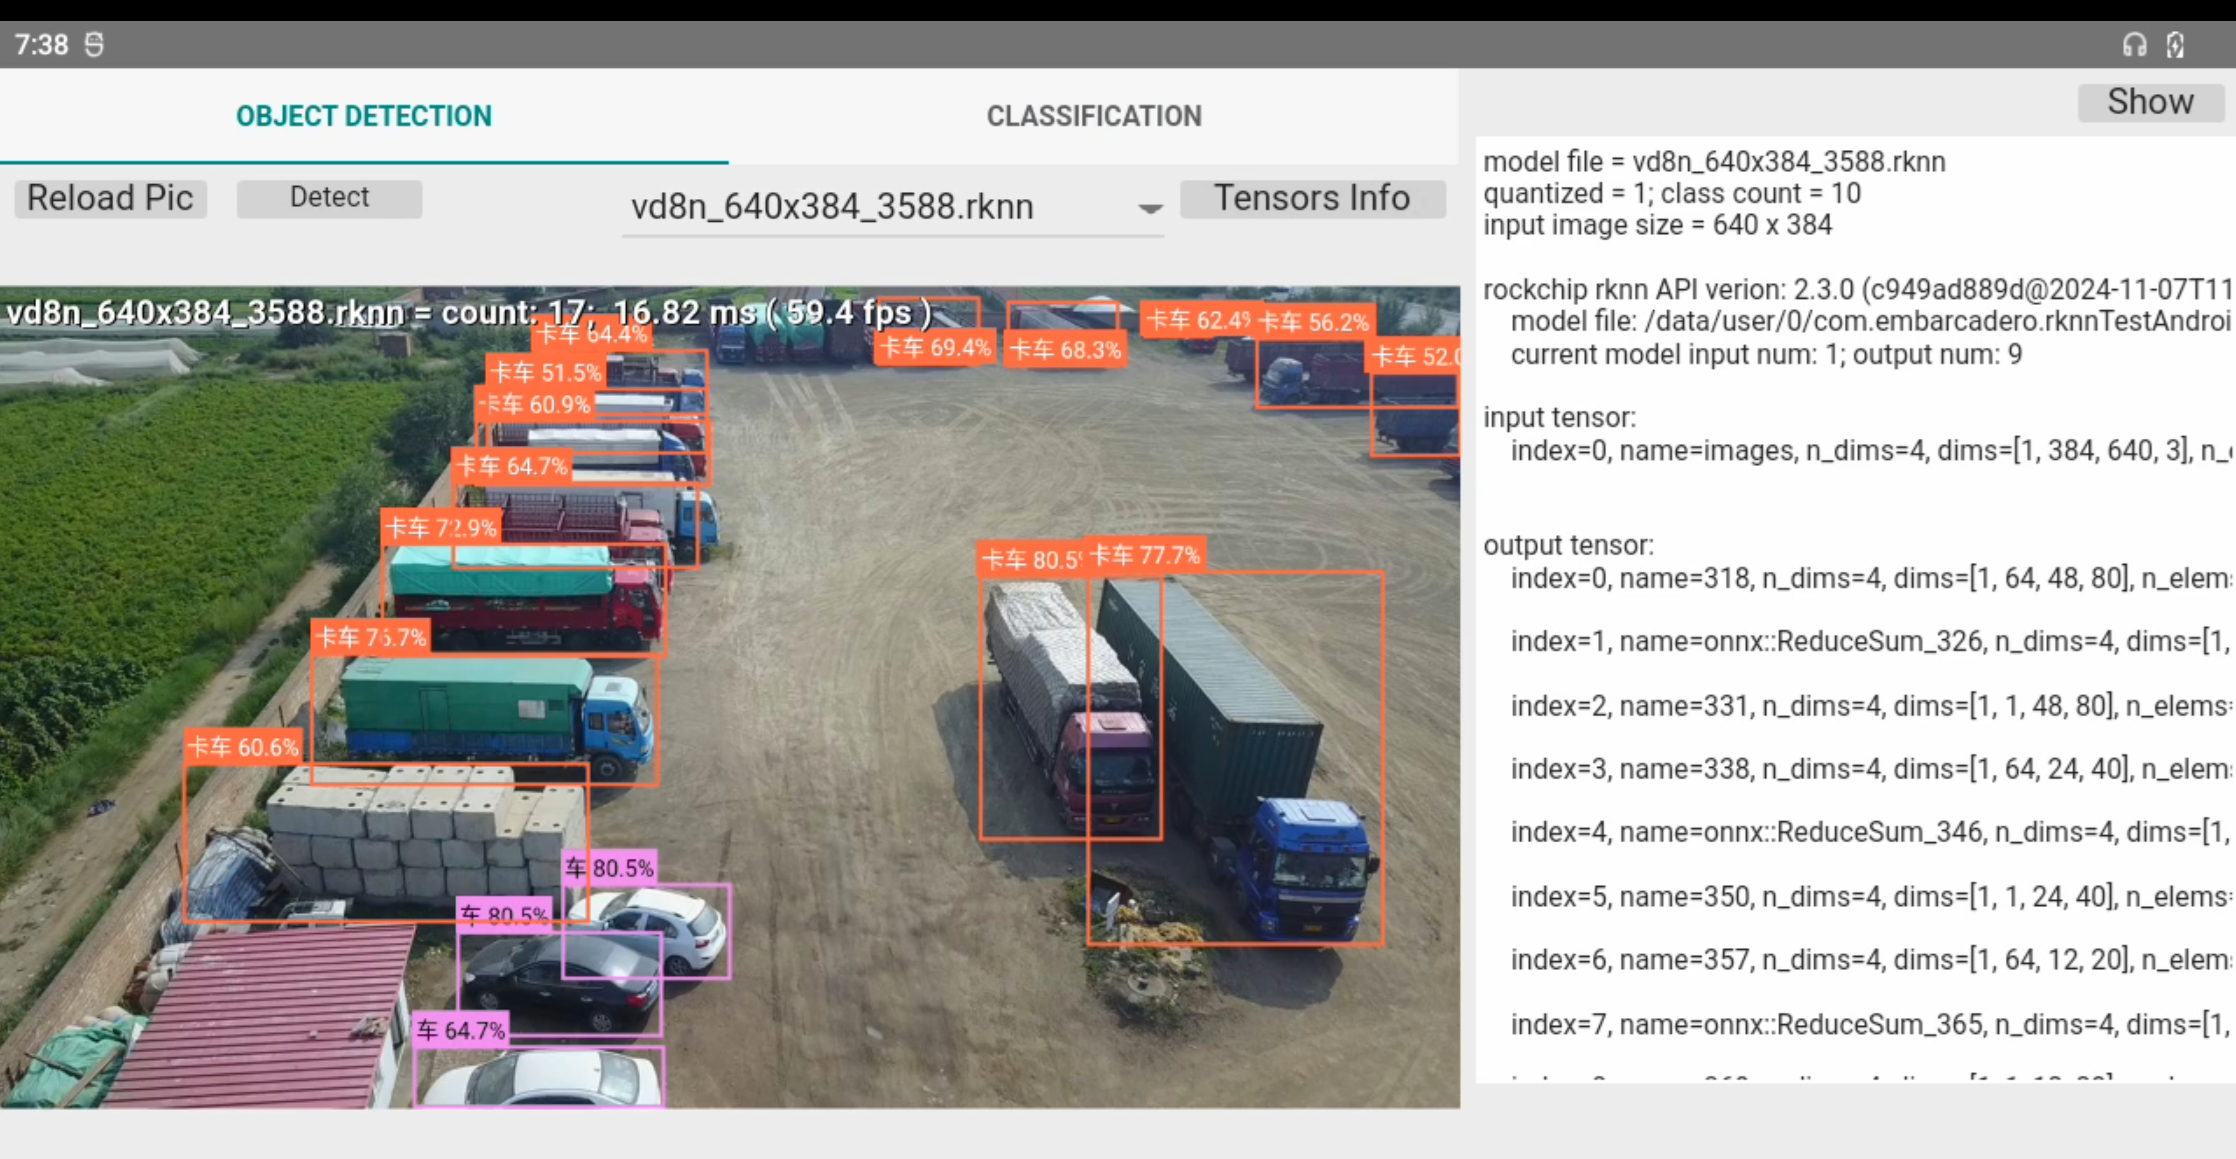 7:38
OBJECT DETECTION
CLASSIFICATION
Show
Reload Pic
Detect
vd8n_640x384_3588.rknn
Tensors Info
vd8n_640x384_3588.rknn = count: 17; 16.82 ms ( 59.4 fps )
卡车 64.4%
卡车 69.4%
卡车 68.3%
卡车 62.4%
卡车 56.2%
卡车 52.0
卡车 51.5%
卡车 60.9%
卡车 64.7%
卡车 72.9%
卡车 80.5%
卡车 77.7%
卡车
卡车 60.6%
车 80.5%
车 80.5%
车 64.7%
model file = vd8n_640x384_3588.rknn
quantized = 1; class count = 10
input image size = 640 x 384
rockchip rknn API verion: 2.3.0 (c949ad889d@2024-11-07T11
model file: /data/user/0/com.embarcadero.rknnTestAndroi
current model input num: 1; output num: 9
input tensor:
index=0, name=images, n_dims=4, dims=[1, 384, 640, 3], n_
output tensor:
index=0, name=318, n_dims=4, dims=[1, 64, 48, 80], n_elem
index=1, name=onnx::ReduceSum_326, n_dims=4, dims=[1,
index=2, name=331, n_dims=4, dims=[1, 1, 48, 80], n_elems
index=3, name=338, n_dims=4, dims=[1, 64, 24, 40], n_elem
index=4, name=onnx::ReduceSum_346, n_dims=4, dims=[1,
index=5, name=350, n_dims=4, dims=[1, 1, 24, 40], n_elems
index=6, name=357, n_dims=4, dims=[1, 64, 12, 20], n_elem
index=7, name=onnx::ReduceSum_365, n_dims=4, dims=[1,